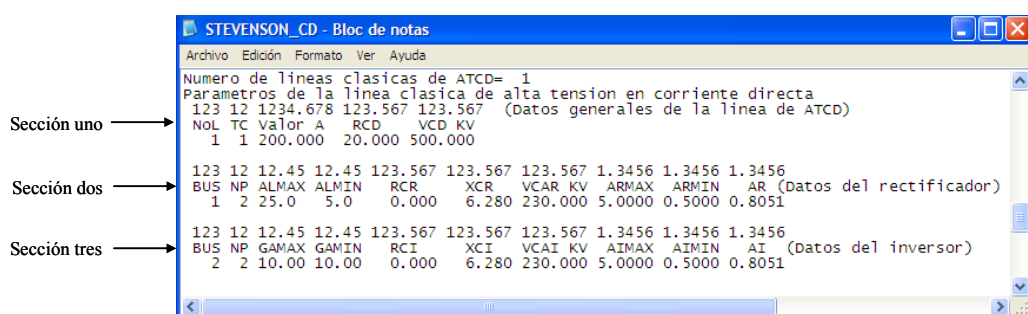 STEVENSON_CD - Bloc de notas
Archivo Edición Formato Ver Ayuda
Numero de lineas clasicas de ATCD= 1
Parametros de la linea clasica de alta tension en corriente directa
123 12 1234.678 123.567 123.567 (Datos generales de la linea de ATCD)
Sección uno
NoL TC Valor A RCD VCD KV
1 1 200.000 20.000 500.000
123 12 12.45 12.45 123.567 123.567 123.567 1.3456 1.3456 1.3456
Sección dos
BUS NP ALMAX ALMIN RCR XCR VCAR KV ARMAX ARMIN AR (Datos del rectificador)
1 2 25.0 5.0 0.000 6.280 230.000 5.0000 0.5000 0.8051
123 12 12.45 12.45 123.567 123.567 123.567 1.3456 1.3456 1.3456
Sección tres
BUS NP GAMAX GAMIN RCI XCI VCAI KV AIMAX AIMIN AI (Datos del inversor)
2 2 10.00 10.00 0.000 6.280 230.000 5.0000 0.5000 0.8051